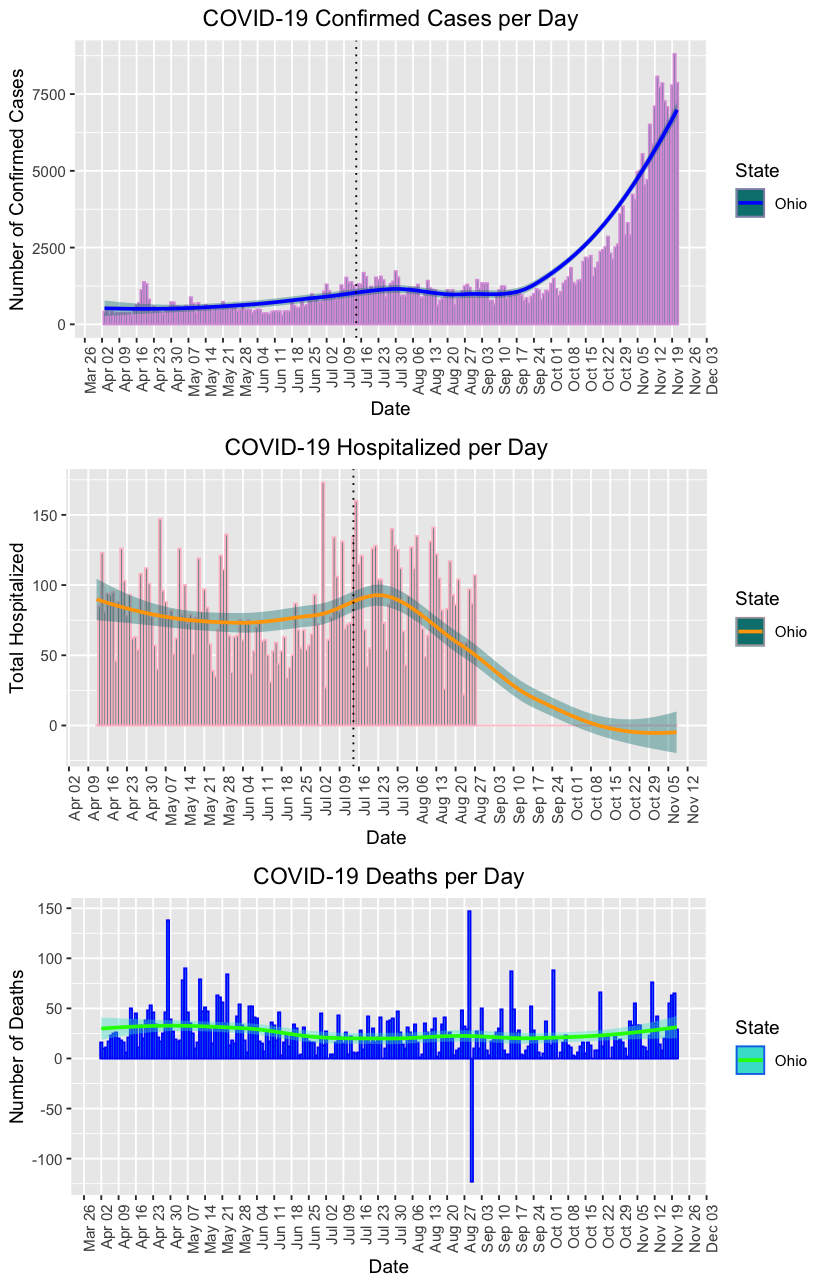 COVID-19 Confirmed Cases per Day
Number of Confirmed Cases
7500
5000
2500
0
Mar 26
Apr 02
Apr 09
Apr 16
Apr 23
Apr 30
May 07
May 14
May 21
May 28
Jun 04
Jun 11
Jun 18
Jun 25
Jul 02
Jul 09
Jul 16
Jul 23
Jul 30
Aug 06
Aug 13
Aug 20
Aug 27
Sep 03
Sep 10
Sep 17
Sep 24
Oct 01
Oct 08
Oct 15
Oct 22
Oct 29
Nov 05
Nov 12
Nov 19
Nov 26
Dec 03
Date
State
Ohio
COVID-19 Hospitalized per Day
Total Hospitalized
150
100
50
0
Apr 02
Apr 09
Apr 16
Apr 23
Apr 30
May 07
May 14
May 21
May 28
Jun 04
Jun 11
Jun 18
Jun 25
Jul 02
Jul 09
Jul 16
Jul 23
Jul 30
Aug 06
Aug 13
Aug 20
Aug 27
Sep 03
Sep 10
Sep 17
Sep 24
Oct 01
Oct 08
Oct 15
Oct 22
Oct 29
Nov 05
Nov 12
Date
State
Ohio
COVID-19 Deaths per Day
Number of Deaths
150
100
50
0
-50
-100
Mar 26
Apr 02
Apr 09
Apr 16
Apr 23
Apr 30
May 07
May 14
May 21
May 28
Jun 04
Jun 11
Jun 18
Jun 25
Jul 02
Jul 09
Jul 16
Jul 23
Jul 30
Aug 06
Aug 13
Aug 20
Aug 27
Sep 03
Sep 10
Sep 17
Sep 24
Oct 01
Oct 08
Oct 15
Oct 22
Oct 29
Nov 05
Nov 12
Nov 19
Nov 26
Dec 03
Date
State
Ohio